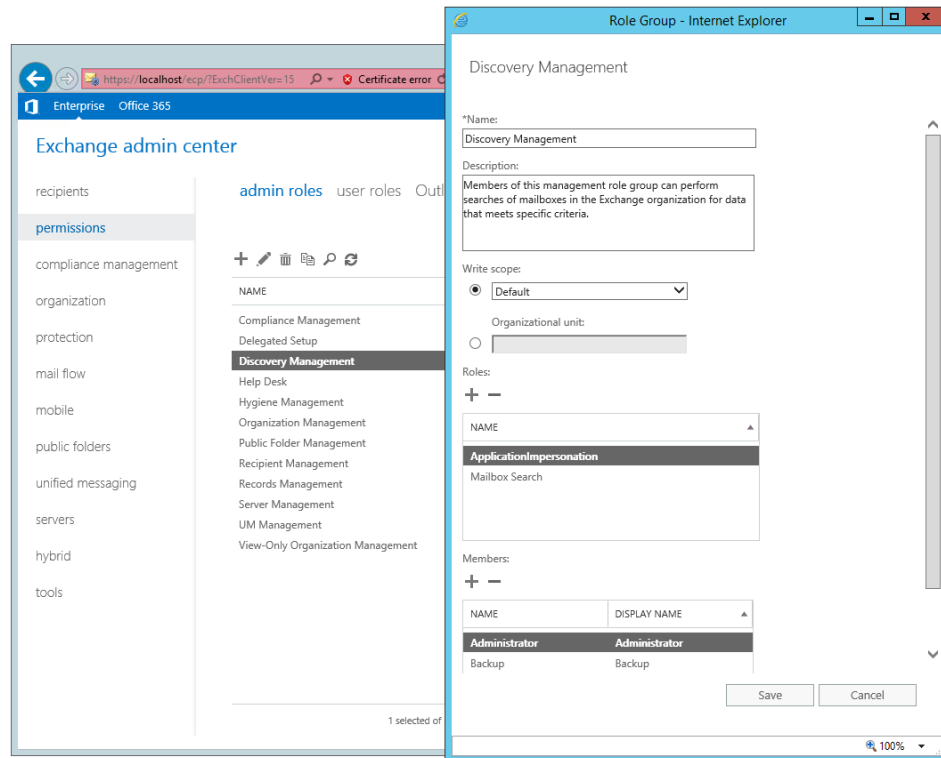 Role Group - Internet Explorer
https://localhost/ecp/?ExchClientVer=15
Certificate error
Enterprise Office 365
Exchange admin center
recipients
permissions
compliance management
organization
protection
mail flow
mobile
public folders
unified messaging
servers
hybrid
tools
admin roles user roles Outl
NAME
Compliance Management
Delegated Setup
Discovery Management
Help Desk
Hygiene Management
Organization Management
Public Folder Management
Recipient Management
Records Management
Server Management
UM Management
View-Only Organization Management
1 selected of
Discovery Management
*Name:
Discovery Management
Description:
Members of this management role group can perform
searches of mailboxes in the Exchange organization for data
that meets specific criteria.
Write scope:
Default
Organizational unit:
Roles:
NAME
ApplicationImpersonation
Mailbox Search
Members:
NAME DISPLAY NAME
Administrator Administrator
Backup Backup
Save Cancel
100%